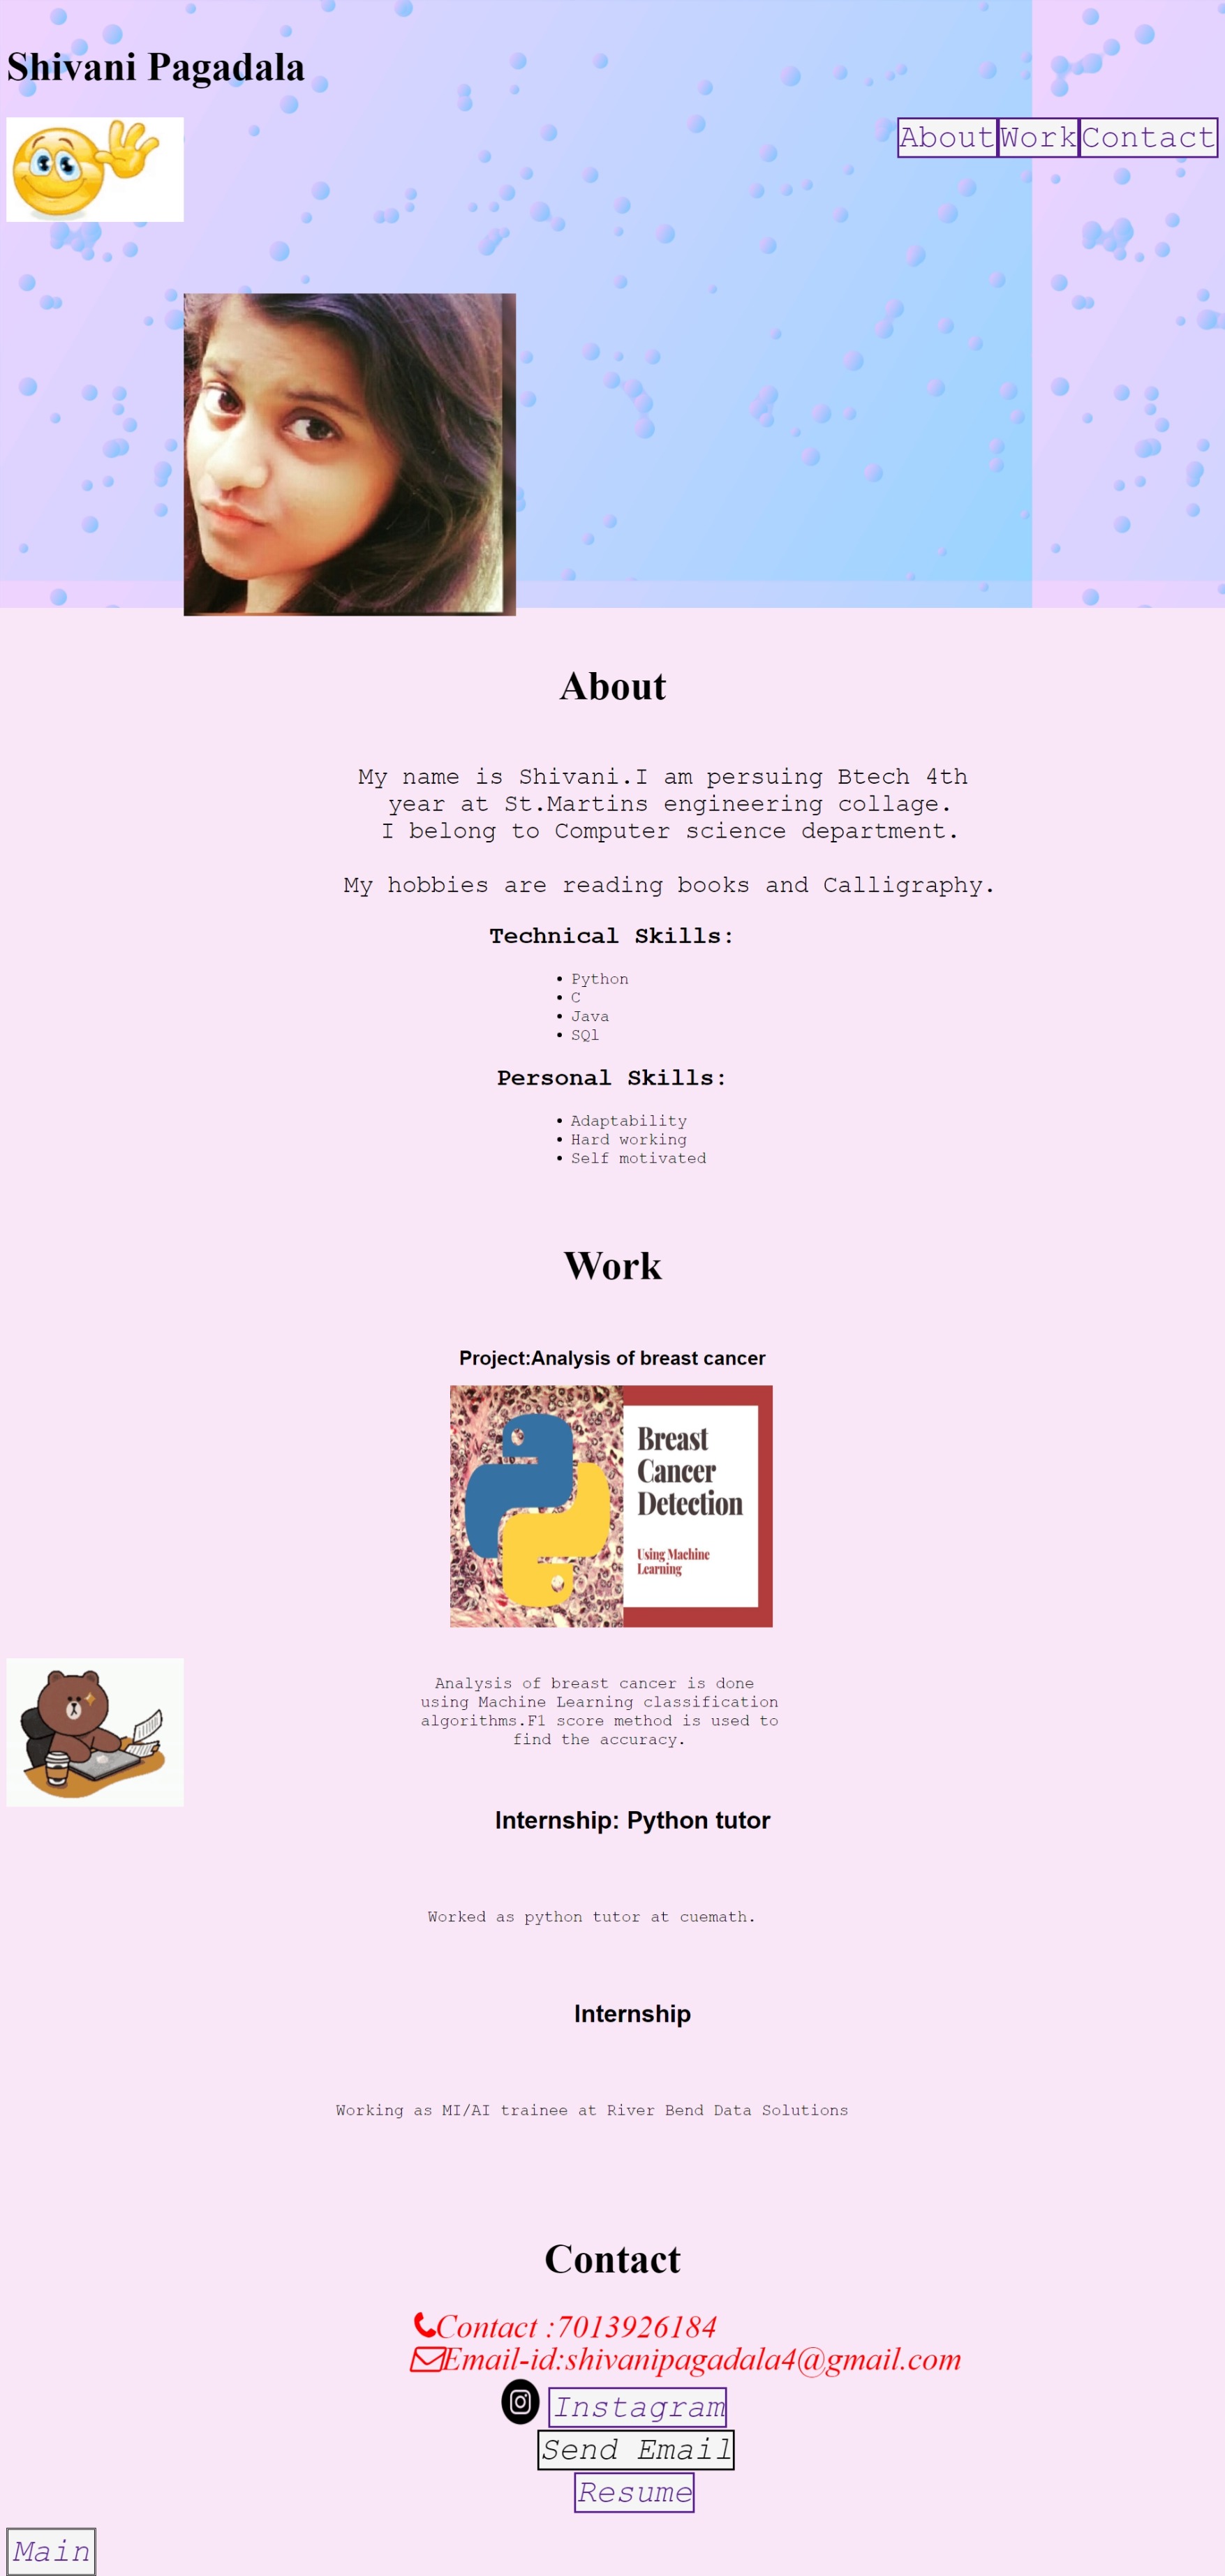 Shivani Pagadala
About Work Contact
About
My name is Shivani.I am persuing Btech 4th
year at St.Martins engineering collage.
I belong to Computer science department.
My hobbies are reading books and Calligraphy.
Technical Skills:
• Python
• C
• Java
• SQl
Personal Skills:
• Adaptability
• Hard working
• Self motivated
Work
Project:Analysis of breast cancer
Breast
Cancer
Detection
Using Machine
Learning
Analysis of breast cancer is done
using Machine Learning classification
algorithms.F1 score method is used to
find the accuracy.
Internship: Python tutor
Worked as python tutor at cuemath.
Internship
Working as MI/AI trainee at River Bend Data Solutions
Contact
Contact :7013926184
Email-id:shivanipagadala4@gmail.com
Instagram
Send Email
Resume
Main